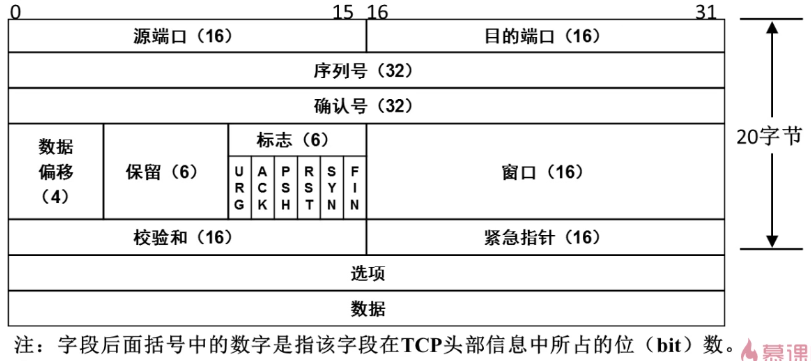 0 15 16 31
源端口（16） 目的端口（16）
序列号（32）
确认号（32）
数据偏移（4） 保留（6） 标志（6） 窗口（16）
URG ACK PSH RST SYN FIN
校验和（16） 紧急指针（16）
选项
数据
20字节
注：字段后面括号中的数字是指该字段在TCP头部信息中所占的位（bit）数。
慕课